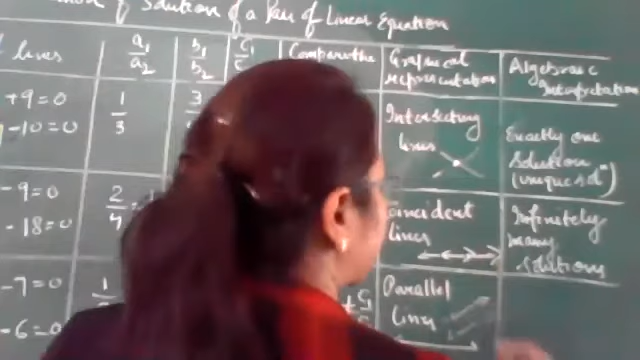 of Solution of a Pair of Linear Equation
lines
a1/a2
b1/b2
c1
Compare the
Graphical representation
Algebraic Interpretation
+9=0
-10=0
1/3
3
Intersecting
lines
Exactly one
solution
(unique soln)
-9=0
-18=0
2/4
Coincident
lines
Infinitely
many
solutions
-7=0
-6=0
1
Parallel
lines